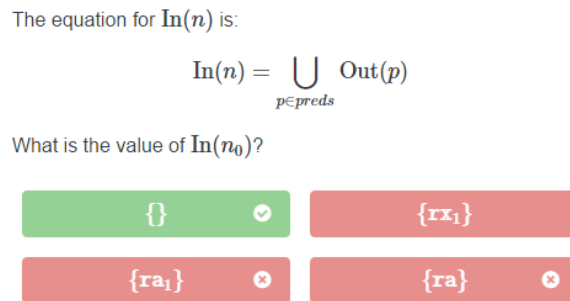 The equation for In(n) is:
In(n) = ⋃ Out(p)
p∈preds
What is the value of In(n₀)?
{} {rx₁}
{ra₁} {ra}